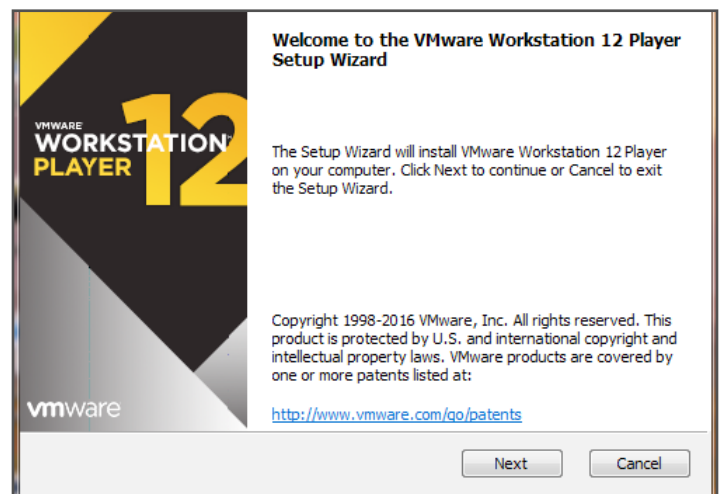 Welcome to the VMware Workstation 12 Player
Setup Wizard
VMWARE
WORKSTATION™
PLAYER
12
The Setup Wizard will install VMware Workstation 12 Player
on your computer. Click Next to continue or Cancel to exit
the Setup Wizard.
Copyright 1998-2016 VMware, Inc. All rights reserved. This
product is protected by U.S. and international copyright and
intellectual property laws. VMware products are covered by
one or more patents listed at:
http://www.vmware.com/go/patents
vmware
Next
Cancel